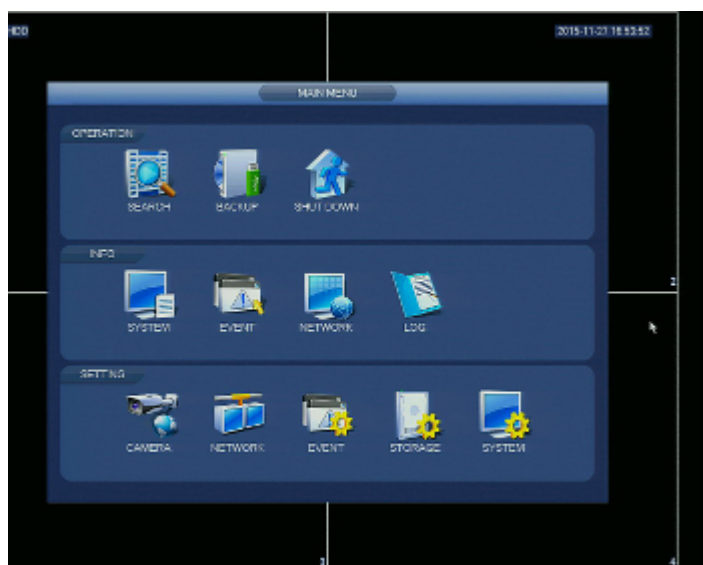 HDD
2015-11-27 16:53:52
MAIN MENU
OPERATION
SEARCH BACKUP SHUTDOWN
INFO
SYSTEM EVENT NETWORK LOG
2
SETTING
CAMERA NETWORK EVENT STORAGE SYSTEM
3 4